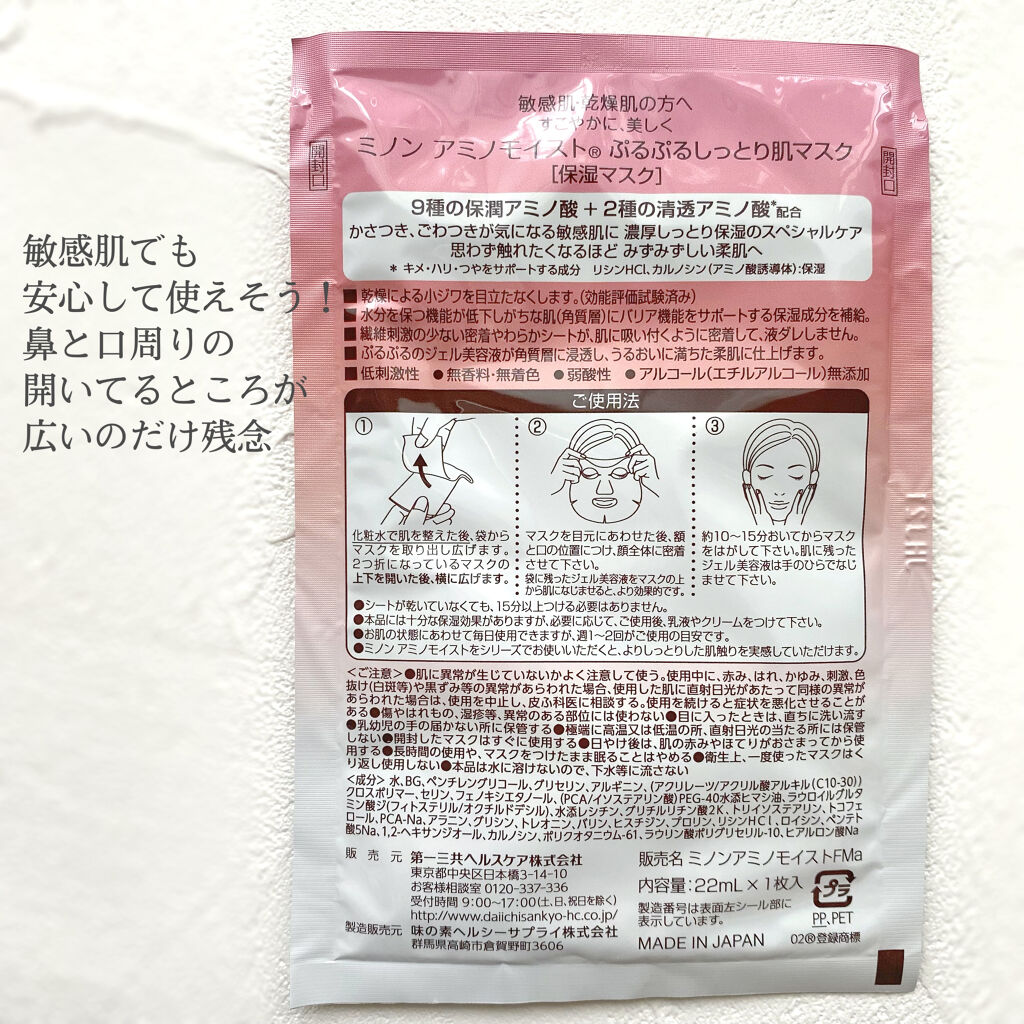 敏感肌でも
安心して使えそう！
鼻と口周りの
開いてるところが
広いのだけ残念
開封口
開封口
敏感肌・乾燥肌の方へ
すこやかに、美しく
ミノン アミノモイスト® ぷるぷるしっとり肌マスク
[保湿マスク]
9種の保潤アミノ酸 + 2種の清透アミノ酸*配合
かさつき、ごわつきが気になる敏感肌に 濃厚しっとり保湿のスペシャルケア
思わず触れたくなるほど みずみずしい柔肌へ
* キメ・ハリ・つやをサポートする成分 リシンHCl、カルノシン(アミノ酸誘導体):保湿
■ 乾燥による小ジワを目立たなくします。(効能評価試験済み)
■ 水分を保つ機能が低下しがちな肌(角質層)にバリア機能をサポートする保湿成分を補給。
■ 繊維刺激の少ない密着やわらかシートが、肌に吸い付くように密着して、液ダレしません。
■ ぷるぷるのジェル美容液が角質層に浸透し、うるおいに満ちた柔肌に仕上げます。
■ 低刺激性 ●無香料・無着色 ●弱酸性 ●アルコール(エチルアルコール)無添加
ご使用法
①
化粧水で肌を整えた後、袋から
マスクを取り出し広げます。
2つ折になっているマスクの
上下を開いた後、横に広げます。
②
マスクを目元にあわせた後、額
と口の位置につけ、顔全体に密着
させて下さい。
袋に残ったジェル美容液をマスクの上
から肌になじませると、より効果的です。
③
約10～15分おいてからマスク
をはがして下さい。肌に残った
ジェル美容液は手のひらでなじ
ませて下さい。
●シートが乾いていなくても、15分以上つける必要はありません。
●本品には十分な保湿効果がありますが、必要に応じて、ご使用後、乳液やクリームをつけて下さい。
●お肌の状態にあわせて毎日使用できますが、週1～2回がご使用の目安です。
●ミノン アミノモイストをシリーズでお使いいただくと、よりしっとりした肌触りを実感していただけます。
<ご注意>●肌に異常が生じていないかよく注意して使う。使用中に、赤み、はれ、かゆみ、刺激、色
抜け(白斑等)や黒ずみ等の異常があらわれた場合、使用した肌に直射日光があたって同様の異常が
あらわれた場合は、使用を中止し、皮ふ科医に相談する。使用を続けると症状を悪化させることが
ある●傷やはれもの、湿疹等、異常のある部位には使わない●目に入ったときは、直ちに洗い流す
●乳幼児の手の届かない所に保管する●極端に高温又は低温の所、直射日光の当たる所には保管
しない●開封したマスクはすぐに使用する●日やけ後は、肌の赤みやほてりがおさまってから使
用する●長時間の使用や、マスクをつけたまま眠ることはやめる●衛生上、一度使ったマスクはく
り返し使用しない●本品は水に溶けないので、下水等に流さない
<成分> 水、BG、ペンチレングリコール、グリセリン、アルギニン、(アクリレーツ/アクリル酸アルキル(C10-30))
クロスポリマー、セリン、フェノキシエタノール、(PCA/イソステアリン酸)PEG-40水添ヒマシ油、ラウロイルグルタ
ミン酸ジ(フィトステリル/オクチルドデシル)、水添レシチン、グリチルリチン酸2K、トリイソステアリン、トコフェ
ロール、PCA-Na、アラニン、グリシン、トレオニン、バリン、ヒスチジン、プロリン、リシンHCl、ロイシン、ペンテト
酸5Na、1,2-ヘキサンジオール、カルノシン、ポリクオタニウム-61、ラウリン酸ポリグリセリル-10、ヒアルロン酸Na
販売元 第一三共ヘルスケア株式会社
東京都中央区日本橋3-14-10
お客様相談室 0120-337-336
受付時間 9:00～17:00(土、日、祝日を除く)
http://www.daiichisankyo-hc.co.jp/
製造販売元 味の素ヘルシーサプライ株式会社
群馬県高崎市倉賀野町3606
販売名 ミノンアミノモイストFMa
内容量:22mL×1枚入
製造番号は表面左シール部に
表示しています。
プラ
PP、PET
MADE IN JAPAN
02®登録商標